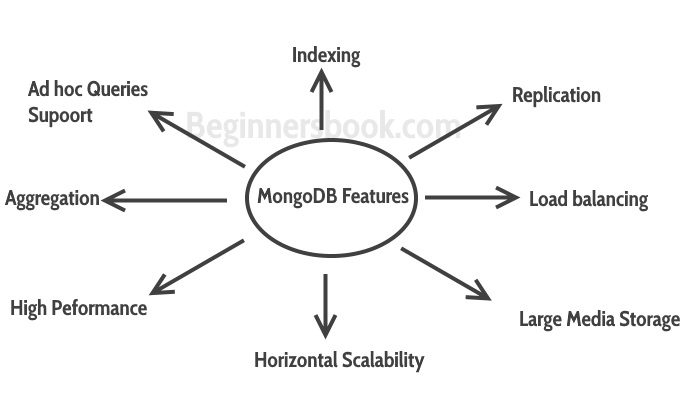 Indexing
Ad hoc Queries
Supoort
Replication
Beginnersbook.com
MongoDB Features
Aggregation
Load balancing
High Peformance
Large Media Storage
Horizontal Scalability